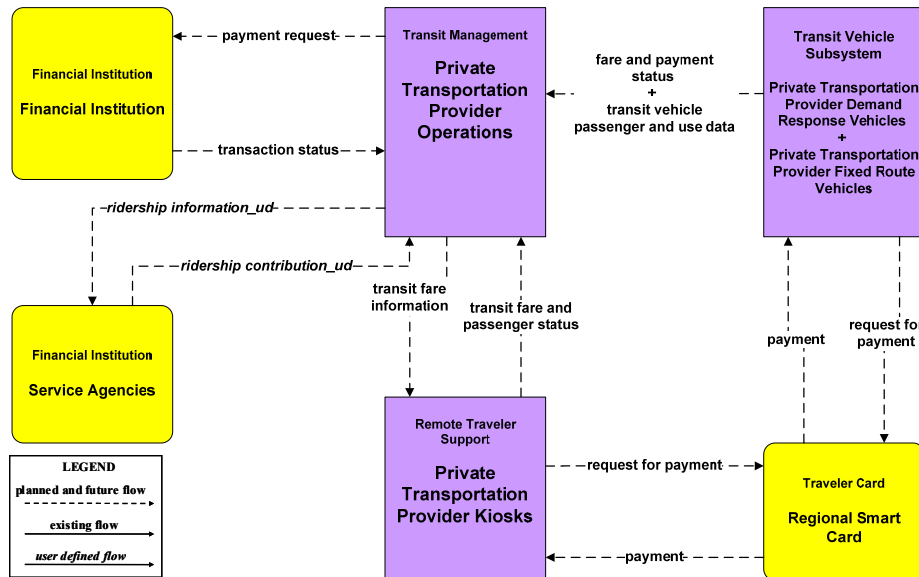 payment request
Transit Management
Private
Transportation
Provider
Operations
fare and payment
status
+
transit vehicle
passenger and use data
Transit Vehicle
Subsystem
Private Transportation
Provider Demand
Response Vehicles
+
Private Transportation
Provider Fixed Route
Vehicles
Financial Institution
Financial Institution
transaction status
ridership information_ud
ridership contribution_ud
transit fare
information
transit fare and
passenger status
payment
request for
payment
Financial Institution
Service Agencies
Remote Traveler
Support
Private
Transportation
Provider Kiosks
request for payment
payment
Traveler Card
Regional Smart
Card
LEGEND
planned and future flow
existing flow
user defined flow